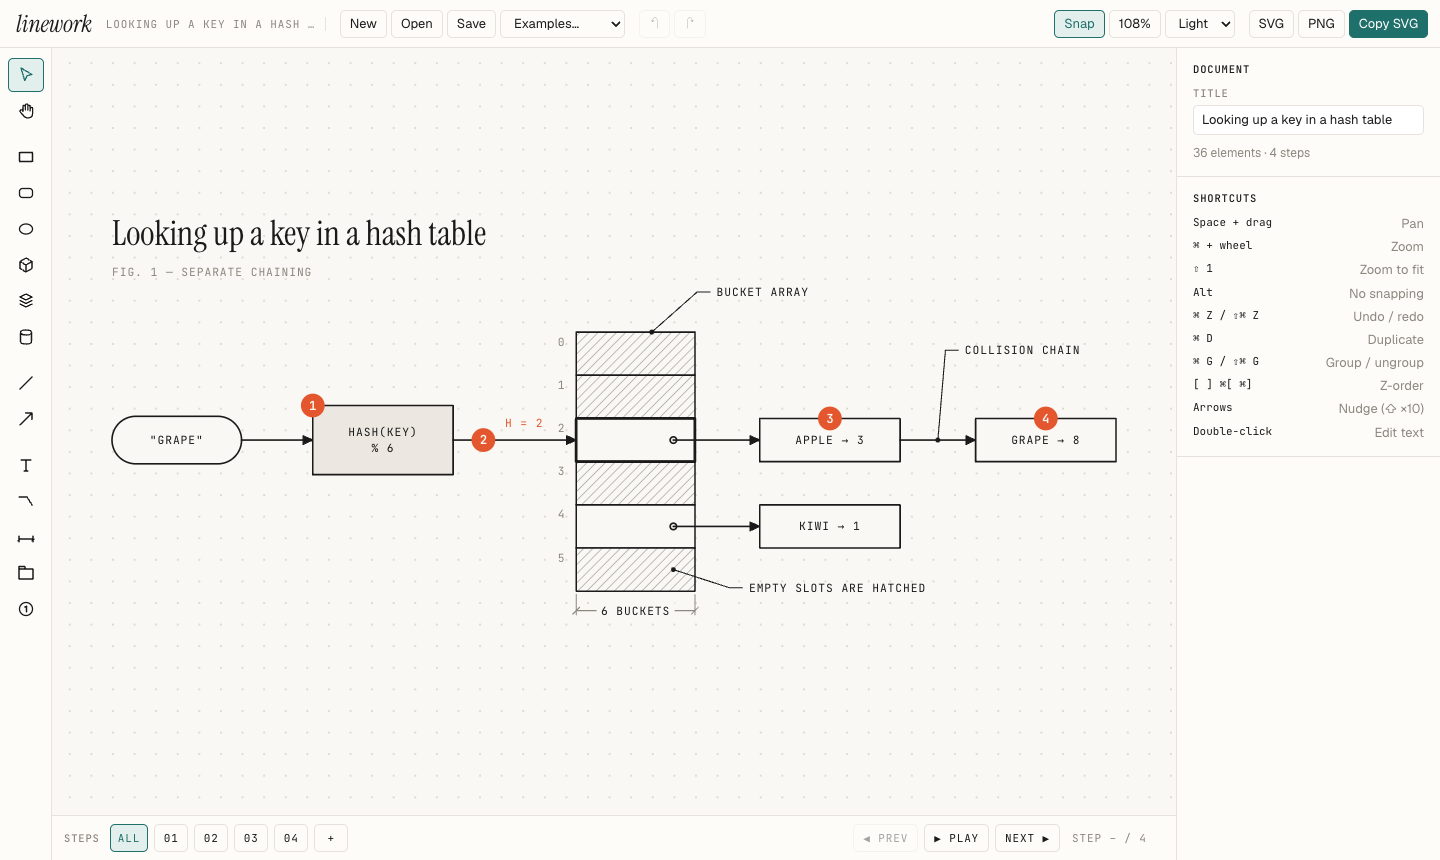 linework
LOOKING UP A KEY IN A HASH …
New
Open
Save
Examples…
Snap
108%
Light
SVG
PNG
Copy SVG
DOCUMENT
TITLE
Looking up a key in a hash table
36 elements · 4 steps
SHORTCUTS
Space + drag Pan
⌘ + wheel Zoom
⇧ 1 Zoom to fit
Alt No snapping
⌘ Z / ⇧⌘ Z Undo / redo
⌘ D Duplicate
⌘ G / ⇧⌘ G Group / ungroup
[ ] ⌘[ ⌘] Z-order
Arrows Nudge (⇧ ×10)
Double-click Edit text
Looking up a key in a hash table
FIG. 1 — SEPARATE CHAINING
BUCKET ARRAY
0
COLLISION CHAIN
1
1
3
4
H = 2
2
"GRAPE"
HASH(KEY)
% 6
2
APPLE → 3
GRAPE → 8
3
4
KIWI → 1
5
EMPTY SLOTS ARE HATCHED
6 BUCKETS
1
T
STEPS
ALL
01
02
03
04
+
◀ PREV
▶ PLAY
NEXT ▶
STEP – / 4